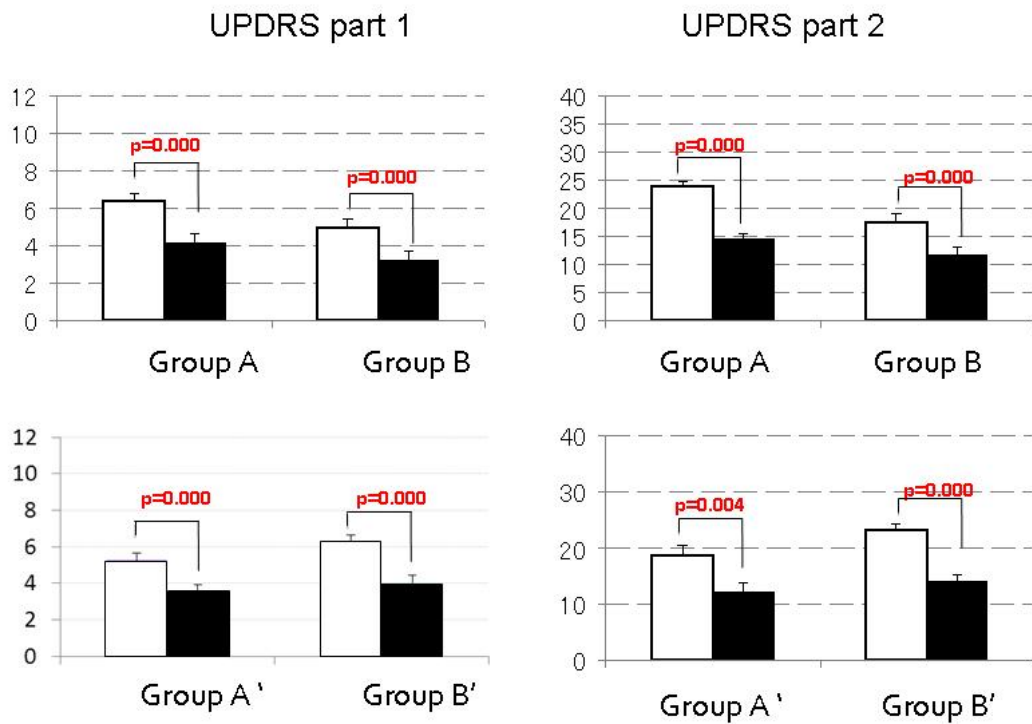 UPDRS part 1
UPDRS part 2
12
10
8
6
4
2
0
p=0.000
p=0.000
Group A
Group B
40
35
30
25
20
15
10
5
0
p=0.000
p=0.000
Group A
Group B
12
10
8
6
4
2
0
p=0.000
p=0.000
Group A '
Group B'
40
30
20
10
0
p=0.004
p=0.000
Group A '
Group B'